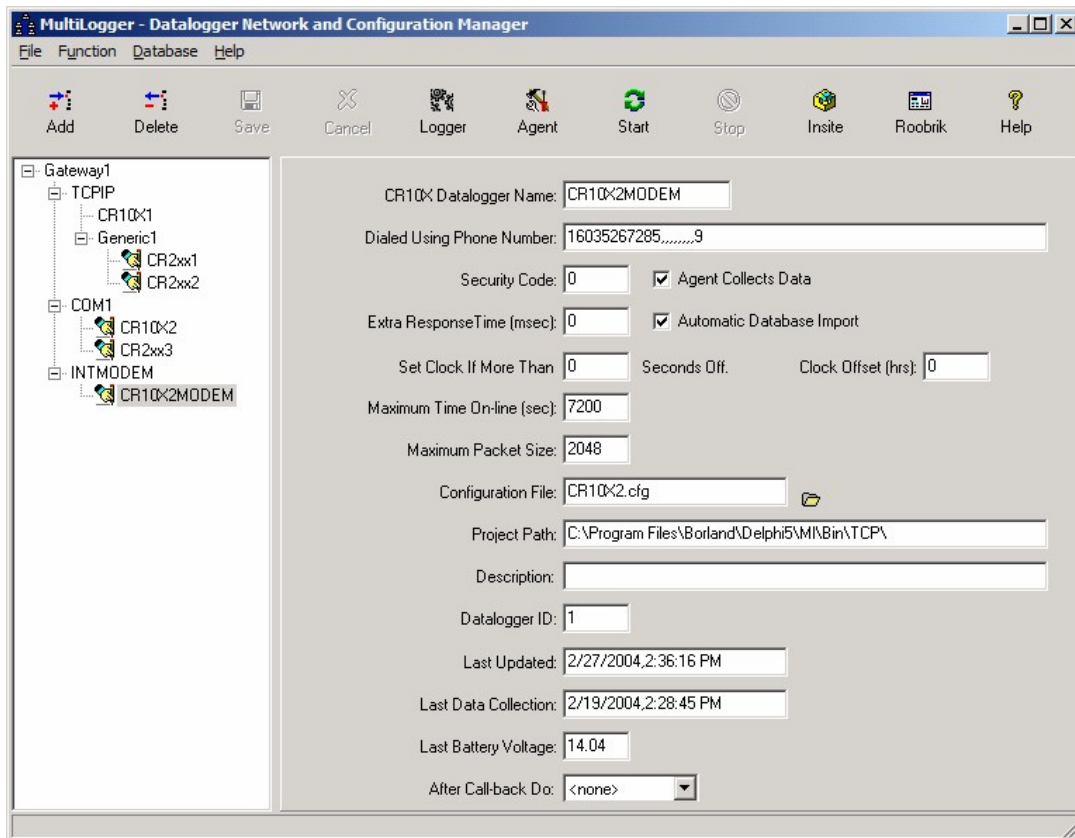 MultiLogger - Datalogger Network and Configuration Manager
File Function Database Help
Add Delete Save Cancel Logger Agent Start Stop Insite Roobrik Help
Gateway1
TCPIP
CR10X1
Generic1
CR2xx1
CR2xx2
COM1
CR10X2
CR2xx3
INTMODEM
CR10X2MODEM
CR10X Datalogger Name: CR10X2MODEM
Dialed Using Phone Number: 16035267285,,,,,,,,9
Security Code: 0 Agent Collects Data
Extra ResponseTime (msec): 0 Automatic Database Import
Set Clock If More Than 0 Seconds Off. Clock Offset (hrs): 0
Maximum Time On-line (sec): 7200
Maximum Packet Size: 2048
Configuration File: CR10X2.cfg
Project Path: C:\Program Files\Borland\Delphi5\MI\Bin\TCP\
Description:
Datalogger ID: 1
Last Updated: 2/27/2004,2:36:16 PM
Last Data Collection: 2/19/2004,2:28:45 PM
Last Battery Voltage: 14.04
After Call-back Do: <none>